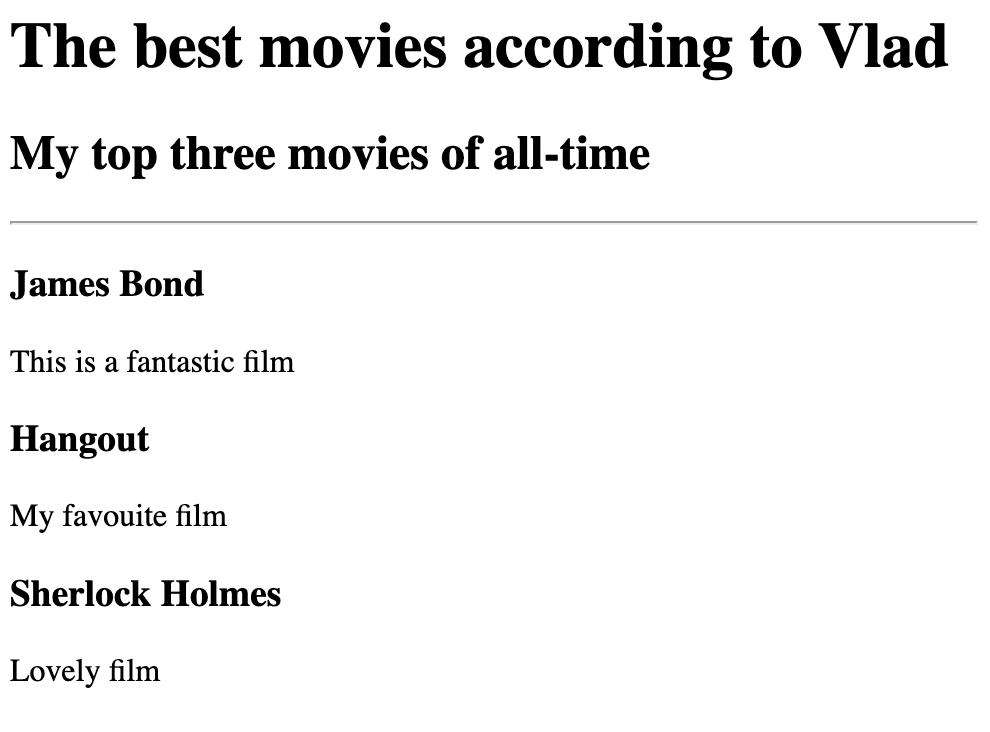 The best movies according to Vlad
My top three movies of all-time
James Bond
This is a fantastic film
Hangout
My favouite film
Sherlock Holmes
Lovely film